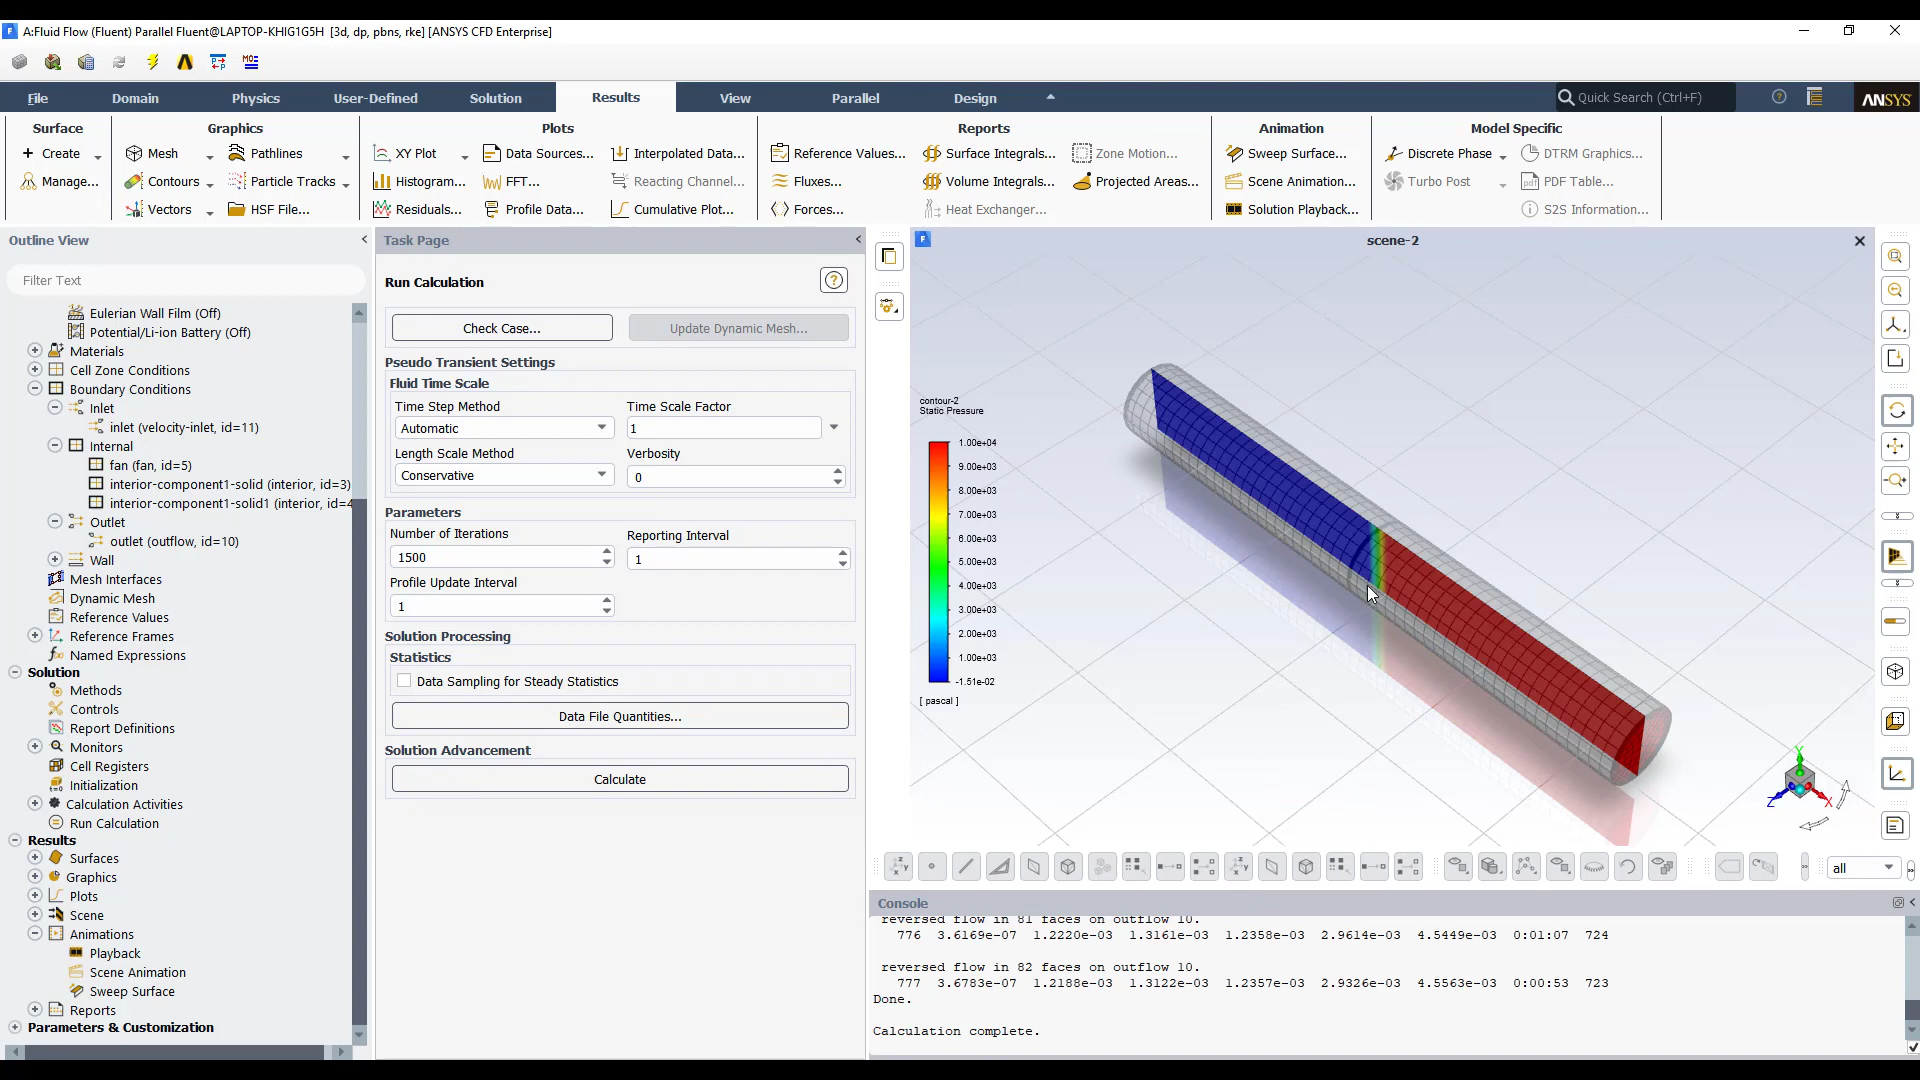 A:Fluid Flow (Fluent) Parallel Fluent@LAPTOP-KHIG1G5H [3d, dp, pbns, rke] [ANSYS CFD Enterprise]
File Domain Physics User-Defined Solution Results View Parallel Design Quick Search (Ctrl+F) ANSYS
Surface Graphics Plots Reports Animation Model Specific
Create Mesh Pathlines XY Plot Data Sources... Interpolated Data... Reference Values... Surface Integrals... Zone Motion... Sweep Surface... Discrete Phase DTRM Graphics...
Manage... Contours Particle Tracks Histogram... FFT... Reacting Channel... Fluxes... Volume Integrals... Projected Areas... Scene Animation... Turbo Post PDF Table...
Vectors HSF File... Residuals... Profile Data... Cumulative Plot... Forces... Heat Exchanger... Solution Playback... S2S Information...
Outline View
Filter Text
Eulerian Wall Film (Off)
Potential/Li-ion Battery (Off)
Materials
Cell Zone Conditions
Boundary Conditions
Inlet
inlet (velocity-inlet, id=11)
Internal
fan (fan, id=5)
interior-component1-solid (interior, id=3)
interior-component1-solid1 (interior, id=4
Outlet
outlet (outflow, id=10)
Wall
Mesh Interfaces
Dynamic Mesh
Reference Values
Reference Frames
Named Expressions
Solution
Methods
Controls
Report Definitions
Monitors
Cell Registers
Initialization
Calculation Activities
Run Calculation
Results
Surfaces
Graphics
Plots
Scene
Animations
Playback
Scene Animation
Sweep Surface
Reports
Parameters & Customization
Task Page
Run Calculation
Check Case... Update Dynamic Mesh...
Pseudo Transient Settings
Fluid Time Scale
Time Step Method Time Scale Factor
Automatic 1
Length Scale Method Verbosity
Conservative 0
Parameters
Number of Iterations Reporting Interval
1500 1
Profile Update Interval
1
Solution Processing
Statistics
Data Sampling for Steady Statistics
Data File Quantities...
Solution Advancement
Calculate
scene-2
contour-2
Static Pressure
1.00e+04
9.00e+03
8.00e+03
7.00e+03
6.00e+03
5.00e+03
4.00e+03
3.00e+03
2.00e+03
1.00e+03
-1.51e-02
[ pascal ]
Y
Z X
all
Console
reversed flow in 81 faces on outflow 10.
776 3.6169e-07 1.2220e-03 1.3161e-03 1.2358e-03 2.9614e-03 4.5449e-03 0:01:07 724
reversed flow in 82 faces on outflow 10.
777 3.6783e-07 1.2188e-03 1.3122e-03 1.2357e-03 2.9326e-03 4.5563e-03 0:00:53 723
Done.
Calculation complete.